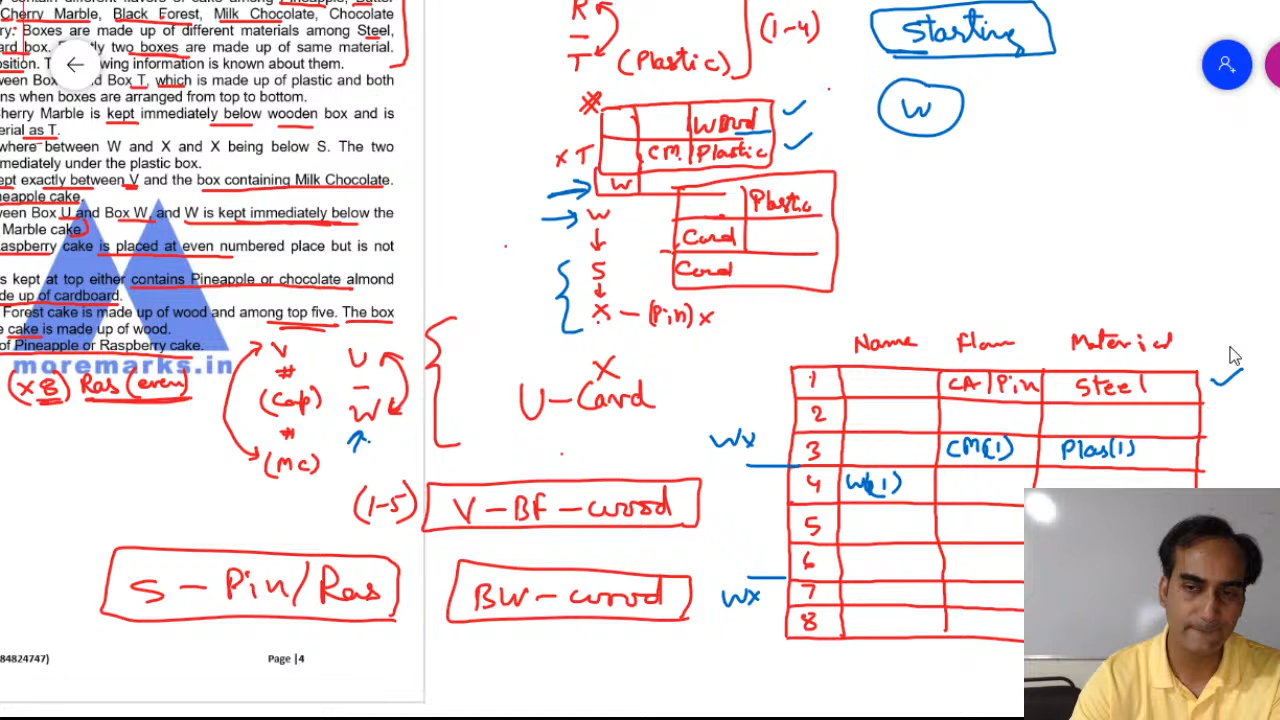 contain different flavors of cake among Pineapple, Butter
Cherry Marble, Black Forest, Milk Chocolate, Chocolate
ry. Boxes are made up of different materials among Steel,
ard box. two boxes are made up of same material.
osition. wing information is known about them.
ween Box d Box T, which is made up of plastic and both
ns when boxes are arranged from top to bottom.
herry Marble is kept immediately below wooden box and is
erial as T.
where between W and X and X being below S. The two
mediately under the plastic box.
ept exactly between V and the box containing Milk Chocolate.
eapple cake.
ween Box U and Box W, and W is kept immediately below the
Marble cake
aspberry cake is placed at even numbered place but is not
s kept at top either contains Pineapple or chocolate almond
de up of cardboard.
Forest cake is made up of wood and among top five. The box
e cake is made up of wood.
of Pineapple or Raspberry cake.
moremarks.in
(x8) Ras (even)
V
#
(Cap)
*
(MC)
U
–
W
(1-5) V – BF – wood
S – Pin/Ras
BW – wood
84824747)
Page |4
R
–
T (Plastic)
(1-4)
Starting
W
*
Wood
x T CM Plastic
W
W
S
X – (Pin) x
Plastic
Card
Card
X
U – Card
Name Flav Material
1 CA/Pin Steel
2
3 CM(1) Plas(1)
4 W(1)
5
6
7
8
Wx
Wx